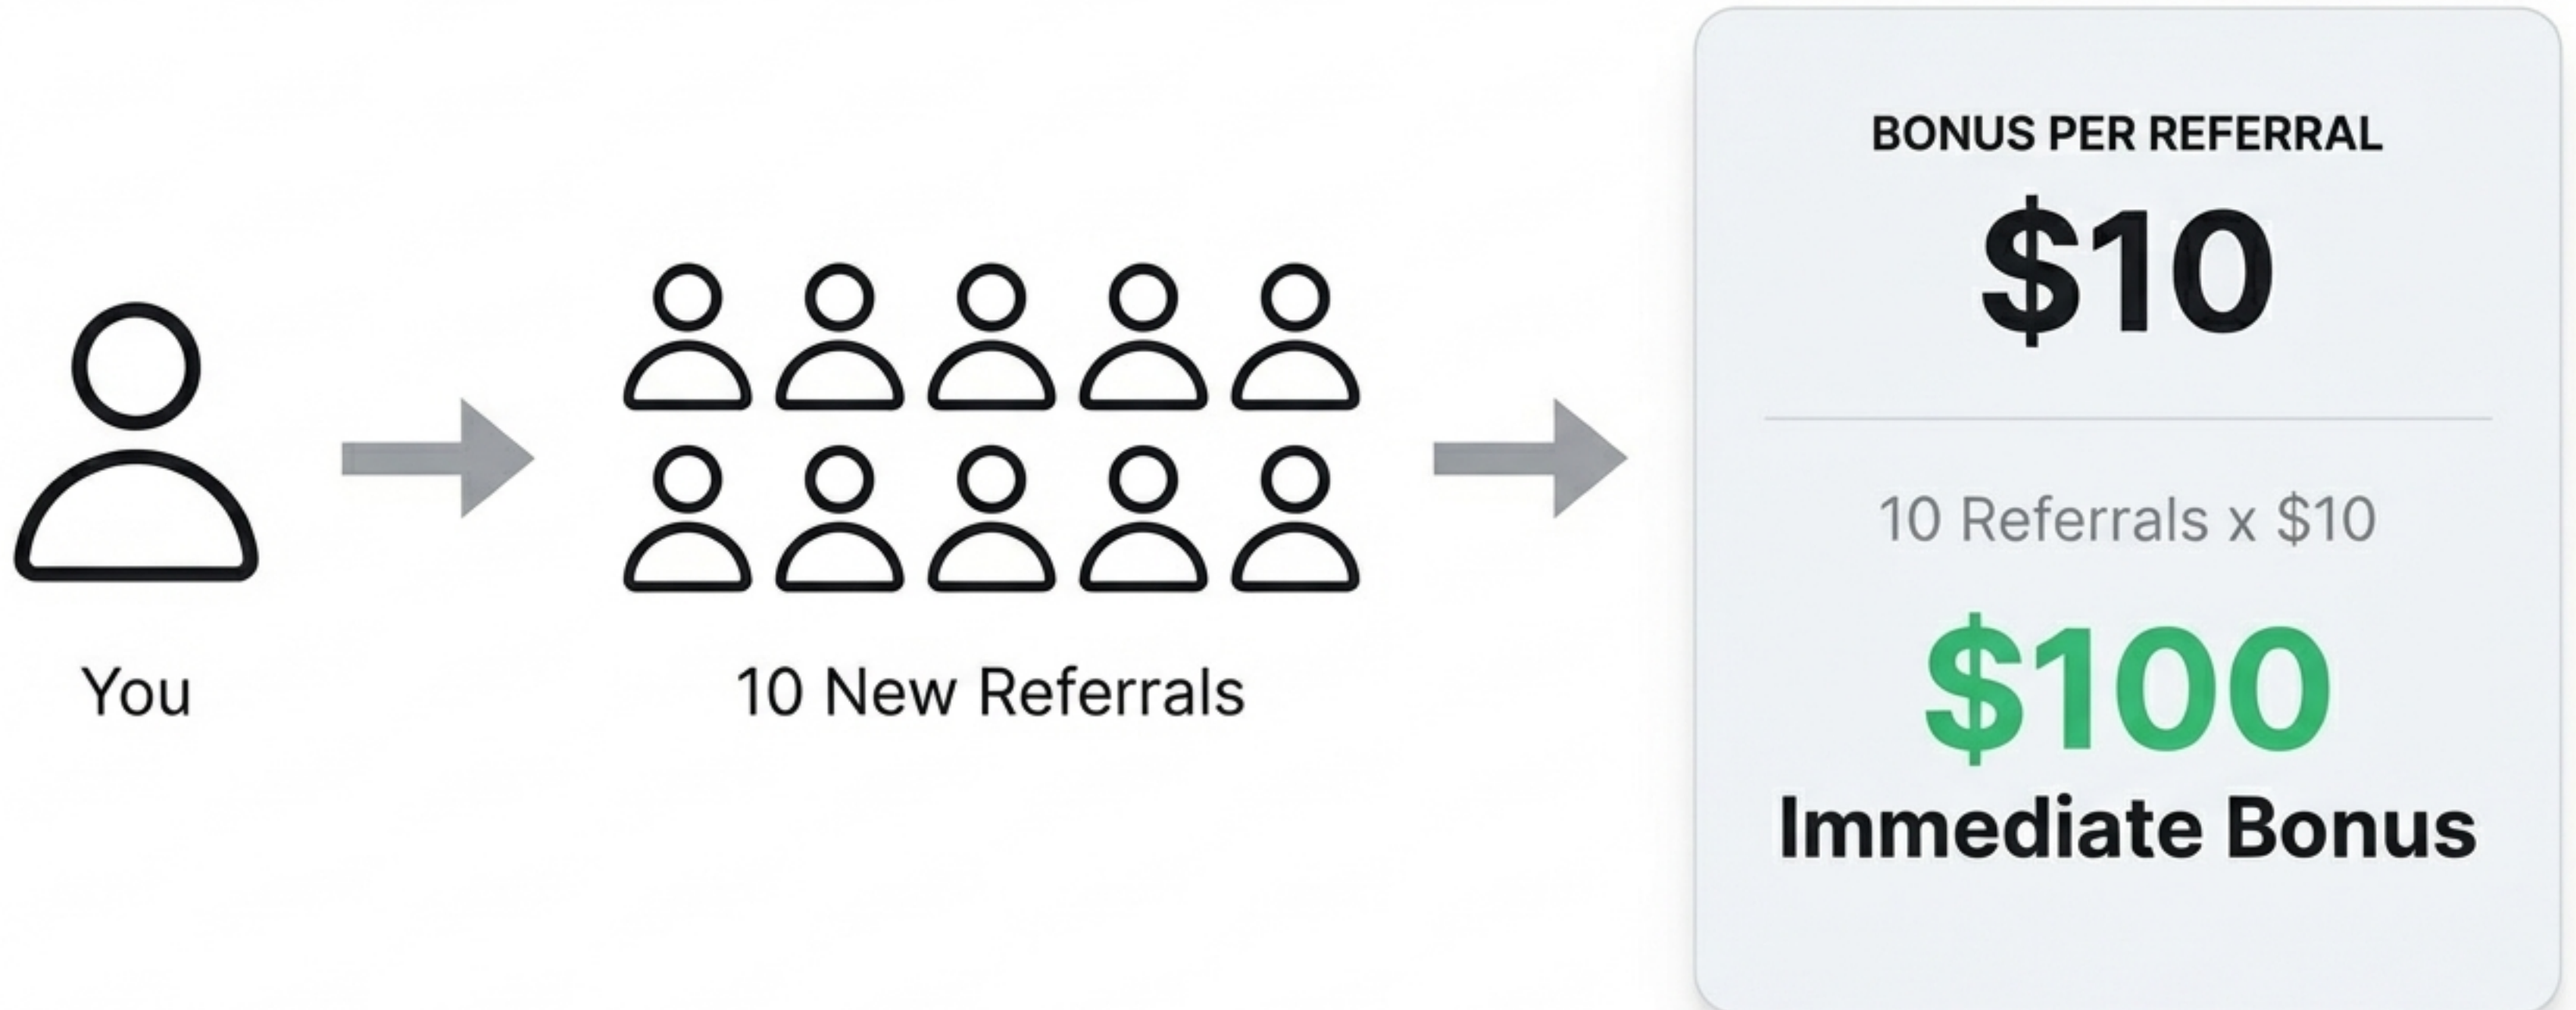 You
10 New Referrals
BONUS PER REFERRAL
$10
10 Referrals x $10
$100
Immediate Bonus